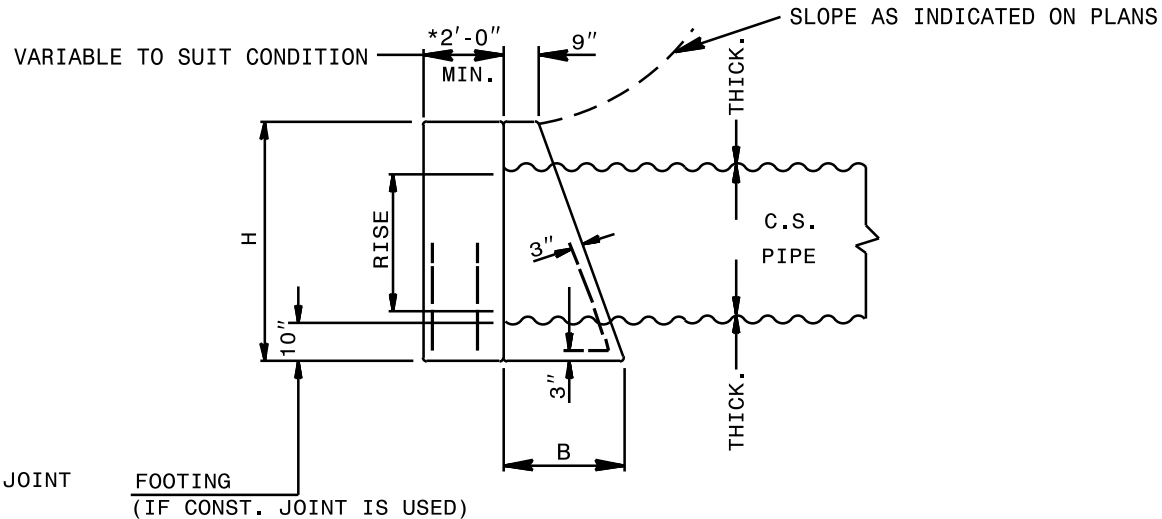 SLOPE AS INDICATED ON PLANS
*2'-0"
9"
VARIABLE TO SUIT CONDITION
MIN.
THICK.
H
RISE
3"
C.S.
PIPE
10"
3"
THICK.
B
JOINT
FOOTING
(IF CONST. JOINT IS USED)